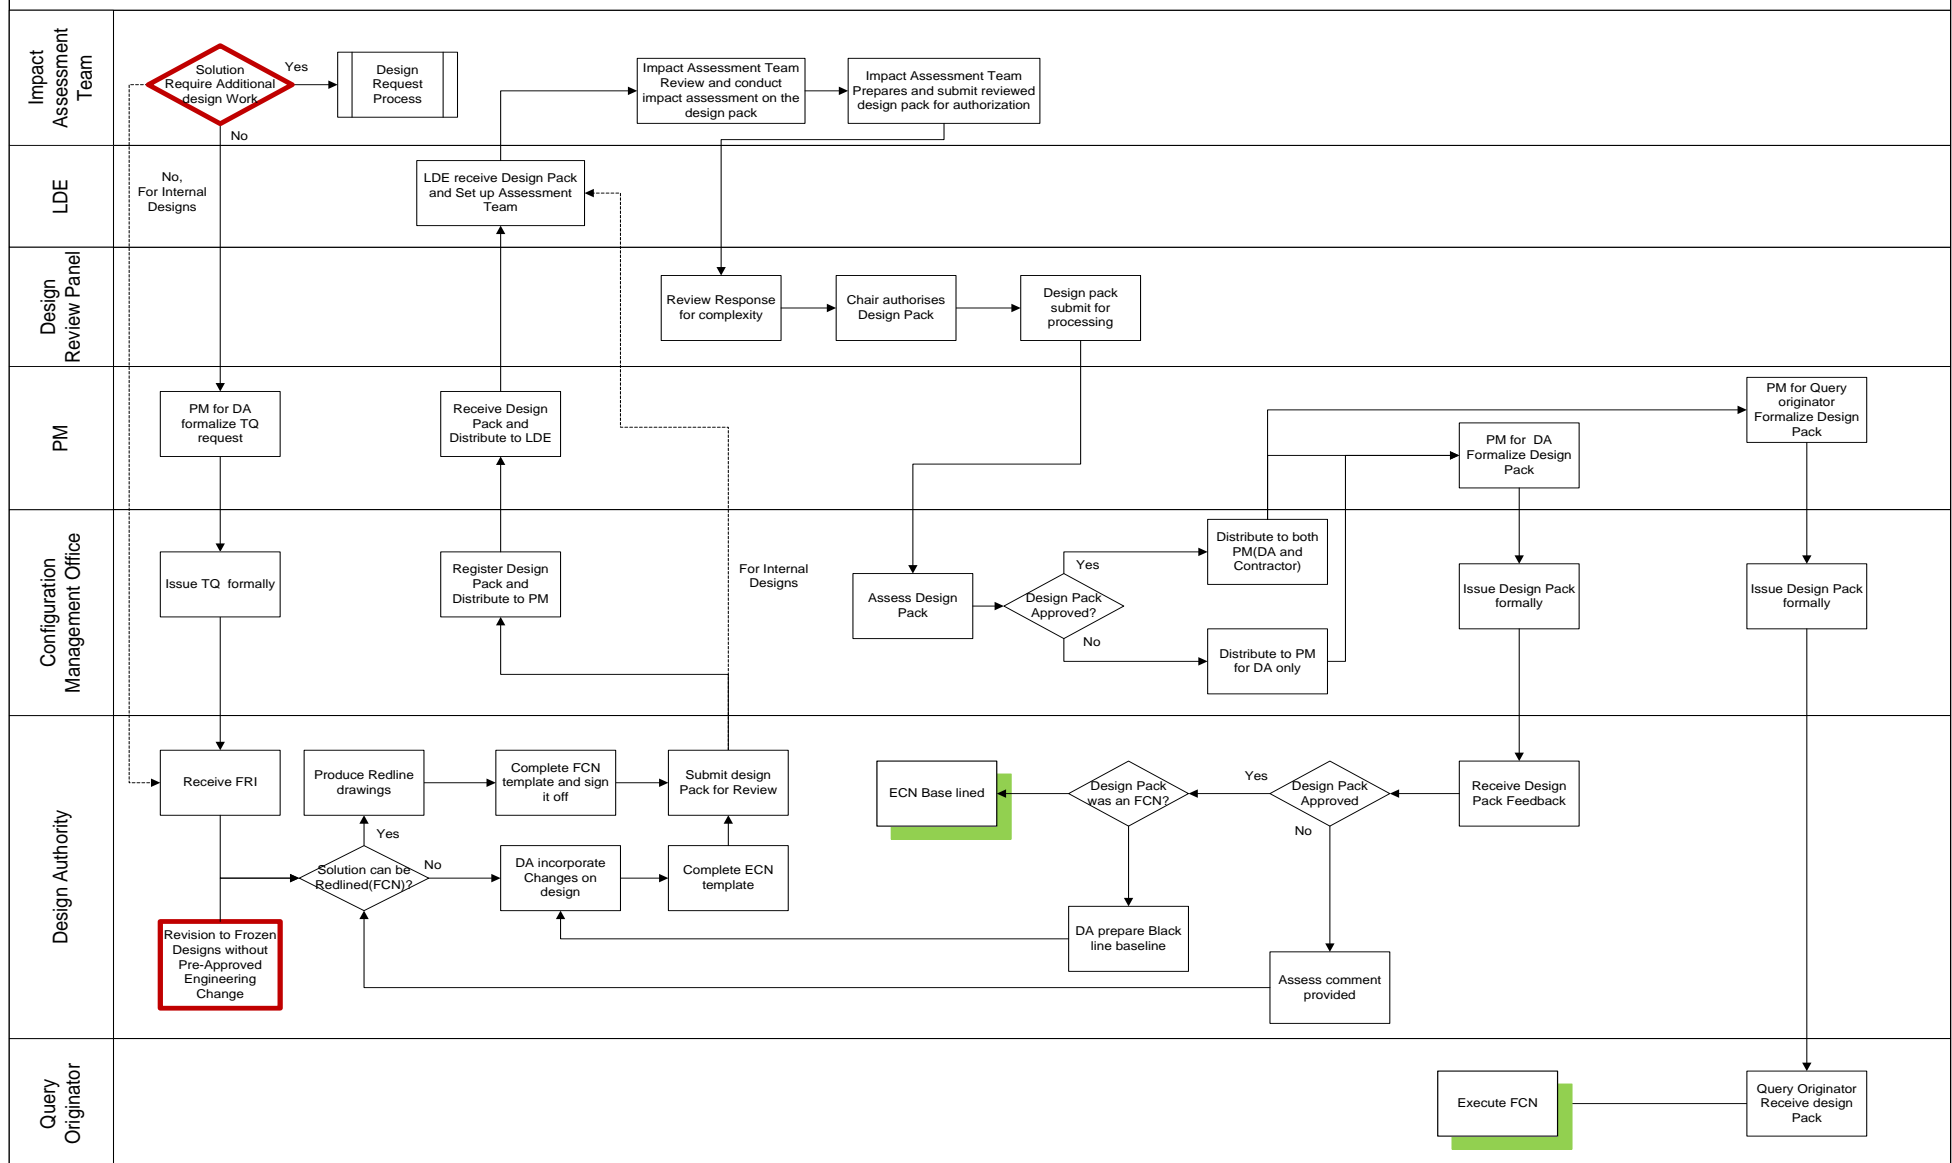 Impact
Assessment
Team
Solution
Require Additional
design Work
Yes
No
Design
Request
Process
Impact Assessment Team
Review and conduct
impact assessment on the
design pack
Impact Assessment Team
Prepares and submit reviewed
design pack for authorization
LDE
No,
For Internal
Designs
LDE receive Design Pack
and Set up Assessment
Team
Design
Review Panel
Review Response
for complexity
Chair authorises
Design Pack
Design pack
submit for
processing
PM
PM for DA
formalize TQ
request
Receive Design
Pack and
Distribute to LDE
PM for  DA
Formalize Design
Pack
PM for Query
originator
Formalize Design
Pack
Configuration
Management Office
Issue TQ  formally
Register Design
Pack and
Distribute to PM
For Internal
Designs
Assess Design
Pack
Design Pack
Approved?
Yes
No
Distribute to both
PM(DA and
Contractor)
Distribute to PM
for DA only
Issue Design Pack
formally
Issue Design Pack
formally
Design Authority
Receive FRI
Produce Redline
drawings
Complete FCN
template and sign
it off
Submit design
Pack for Review
Yes
Solution can be
Redlined(FCN)?
No
DA incorporate
Changes on
design
Complete ECN
template
Revision to Frozen
Designs without
Pre-Approved
Engineering
Change
ECN Base lined
Design Pack
was an FCN?
Yes
Design Pack
Approved
No
Receive Design
Pack Feedback
DA prepare Black
line baseline
Assess comment
provided
Query
Originator
Execute FCN
Query Originator
Receive design
Pack